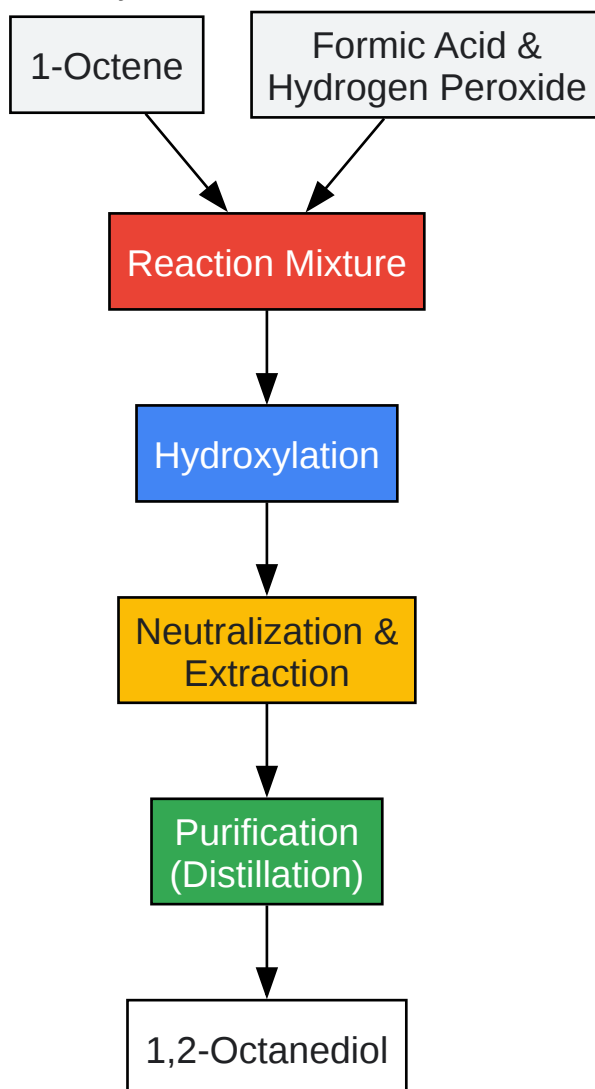 1-Octene
Formic Acid &
Hydrogen Peroxide
Reaction Mixture
Hydroxylation
Neutralization &
Extraction
Purification
(Distillation)
1,2-Octanediol